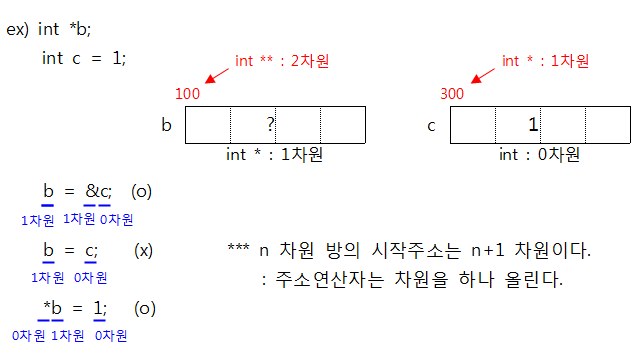 ex) int *b;
int c = 1;
int ** : 2차원
int * : 1차원
100
300
b
?
c
1
int * : 1차원
int : 0차원
b = &c; (o)
1차원 1차원 0차원
b = c; (x)
1차원 0차원
*** n 차원 방의 시작주소는 n+1 차원이다.
: 주소연산자는 차원을 하나 올린다.
*b = 1; (o)
0차원 1차원 0차원